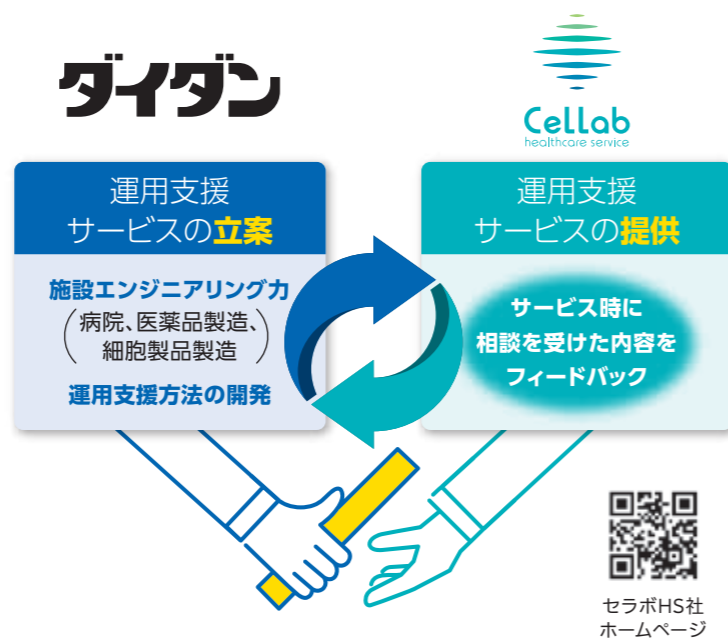 ダイダン
Cellab
healthcare service
運用支援
サービスの立案
施設エンジニアリング力
(病院、医薬品製造、
細胞製品製造)
運用支援方法の開発
運用支援
サービスの提供
サービス時に
相談を受けた内容を
フィードバック
セラボHS社
ホームページ